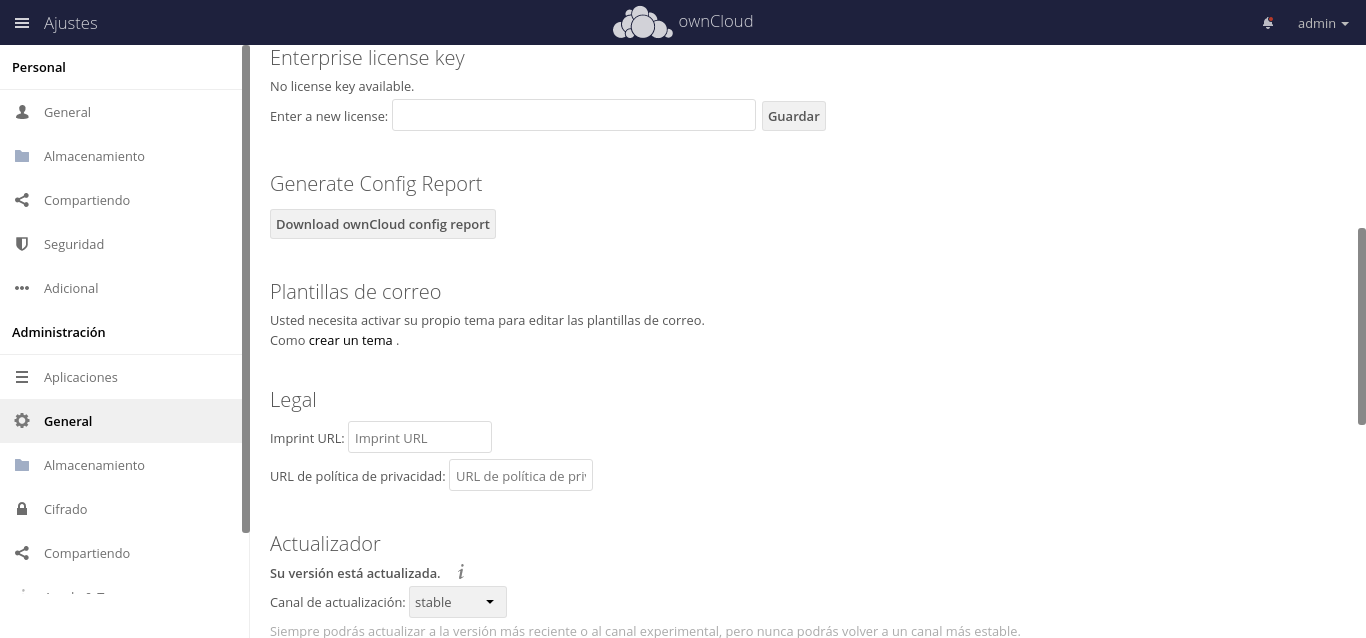 Ajustes
ownCloud
admin
Personal
General
Almacenamiento
Compartiendo
Seguridad
Adicional
Administración
Aplicaciones
General
Almacenamiento
Cifrado
Compartiendo
Enterprise license key
No license key available.
Enter a new license:
Guardar
Generate Config Report
Download ownCloud config report
Plantillas de correo
Usted necesita activar su propio tema para editar las plantillas de correo.
Como crear un tema .
Legal
Imprint URL: Imprint URL
URL de política de privacidad: URL de política de pri
Actualizador
Su versión está actualizada. i
Canal de actualización: stable
Siempre podrás actualizar a la versión más reciente o al canal experimental, pero nunca podrás volver a un canal más estable.